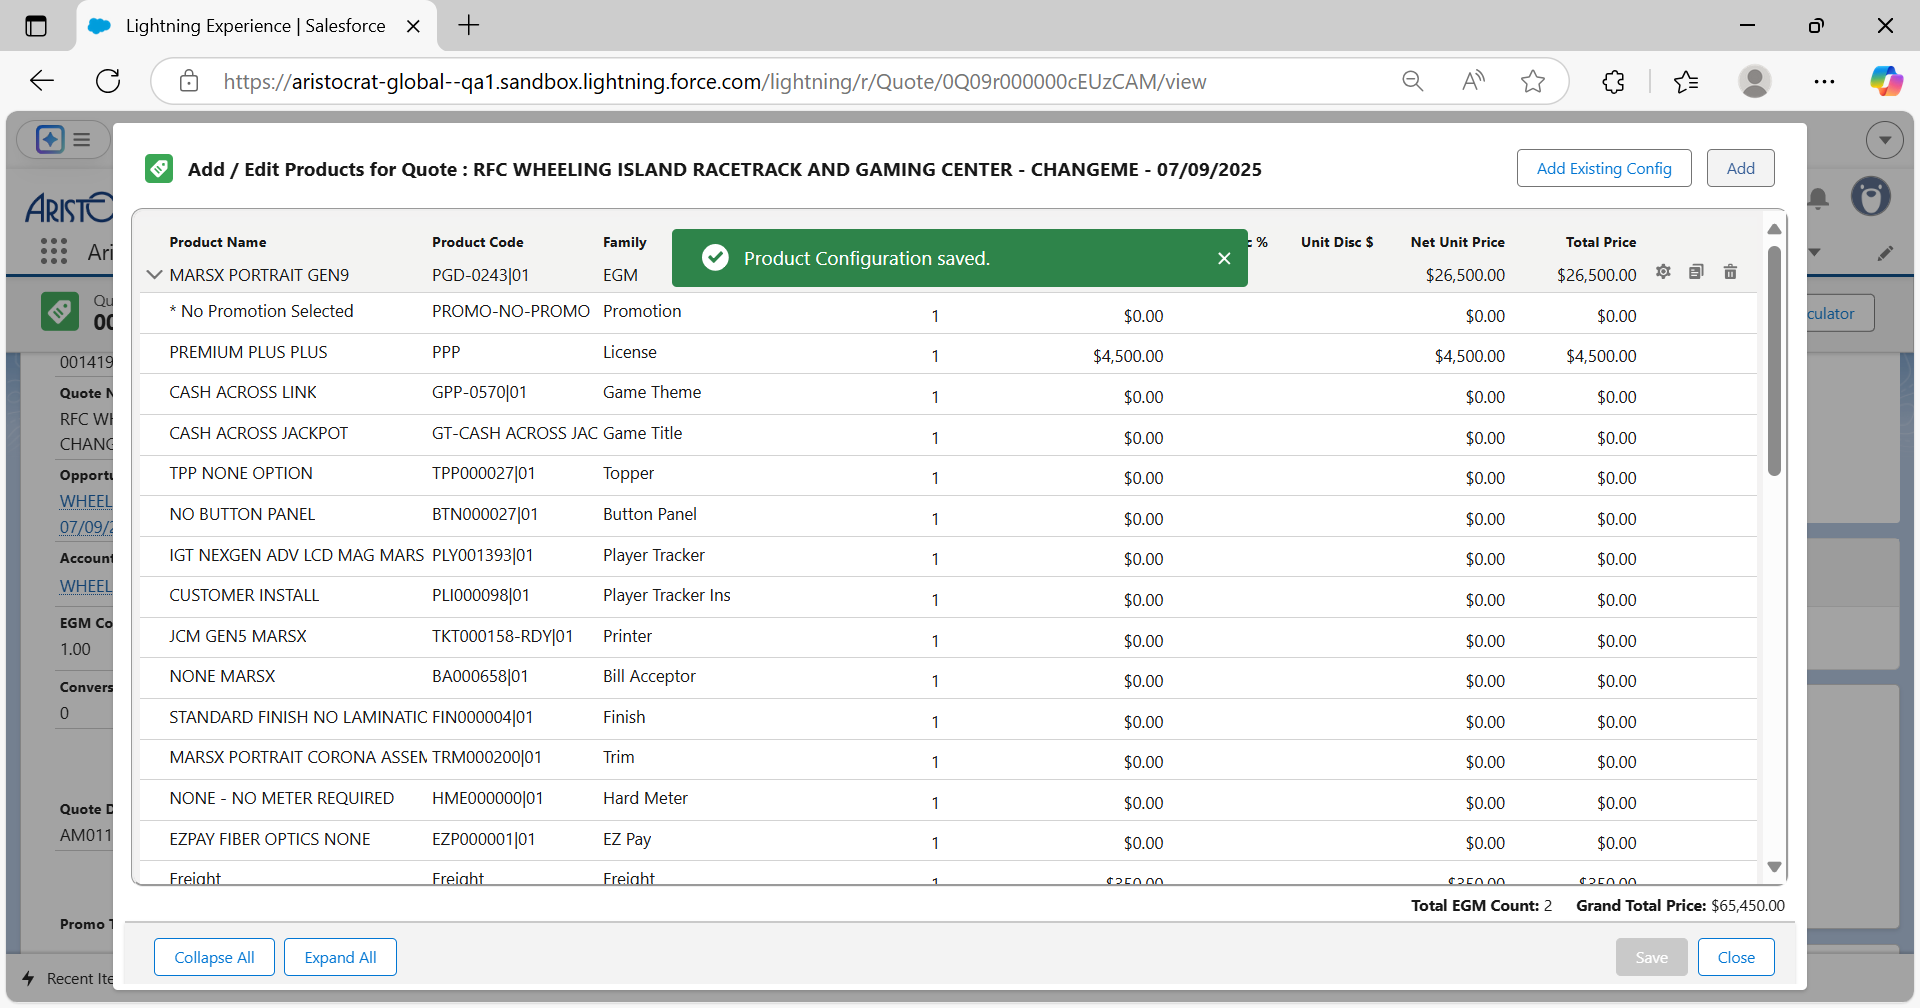 Lightning Experience | Salesforce
https://aristocrat-global--qa1.sandbox.lightning.force.com/lightning/r/Quote/0Q09r000000cEUzCAM/view
Add / Edit Products for Quote : RFC WHEELING ISLAND RACETRACK AND GAMING CENTER - CHANGEME - 07/09/2025
Add Existing Config
Add
Product Name Product Code Family c % Unit Disc $ Net Unit Price Total Price
Product Configuration saved.
MARSX PORTRAIT GEN9 PGD-0243|01 EGM $26,500.00 $26,500.00
* No Promotion Selected PROMO-NO-PROMO Promotion 1 $0.00 $0.00 $0.00
PREMIUM PLUS PLUS PPP License 1 $4,500.00 $4,500.00 $4,500.00
CASH ACROSS LINK GPP-0570|01 Game Theme 1 $0.00 $0.00 $0.00
CASH ACROSS JACKPOT GT-CASH ACROSS JAC Game Title 1 $0.00 $0.00 $0.00
TPP NONE OPTION TPP000027|01 Topper 1 $0.00 $0.00 $0.00
NO BUTTON PANEL BTN000027|01 Button Panel 1 $0.00 $0.00 $0.00
IGT NEXGEN ADV LCD MAG MARS PLY001393|01 Player Tracker 1 $0.00 $0.00 $0.00
CUSTOMER INSTALL PLI000098|01 Player Tracker Ins 1 $0.00 $0.00 $0.00
JCM GEN5 MARSX TKT000158-RDY|01 Printer 1 $0.00 $0.00 $0.00
NONE MARSX BA000658|01 Bill Acceptor 1 $0.00 $0.00 $0.00
STANDARD FINISH NO LAMINATIC FIN000004|01 Finish 1 $0.00 $0.00 $0.00
MARSX PORTRAIT CORONA ASSEM TRM000200|01 Trim 1 $0.00 $0.00 $0.00
NONE - NO METER REQUIRED HME000000|01 Hard Meter 1 $0.00 $0.00 $0.00
EZPAY FIBER OPTICS NONE EZP000001|01 EZ Pay 1 $0.00 $0.00 $0.00
Freight Freight Freight 1 $350.00 $350.00 $350.00
Total EGM Count: 2 Grand Total Price: $65,450.00
Collapse All
Expand All
Save
Close
ARISTO
Ari
Qu
00
001419
Quote N
RFC WH
CHANG
Opportu
WHEEL
07/09/2
Account
WHEEL
EGM Co
1.00
Convers
0
Quote D
AM011
Promo T
Recent Ite
culator